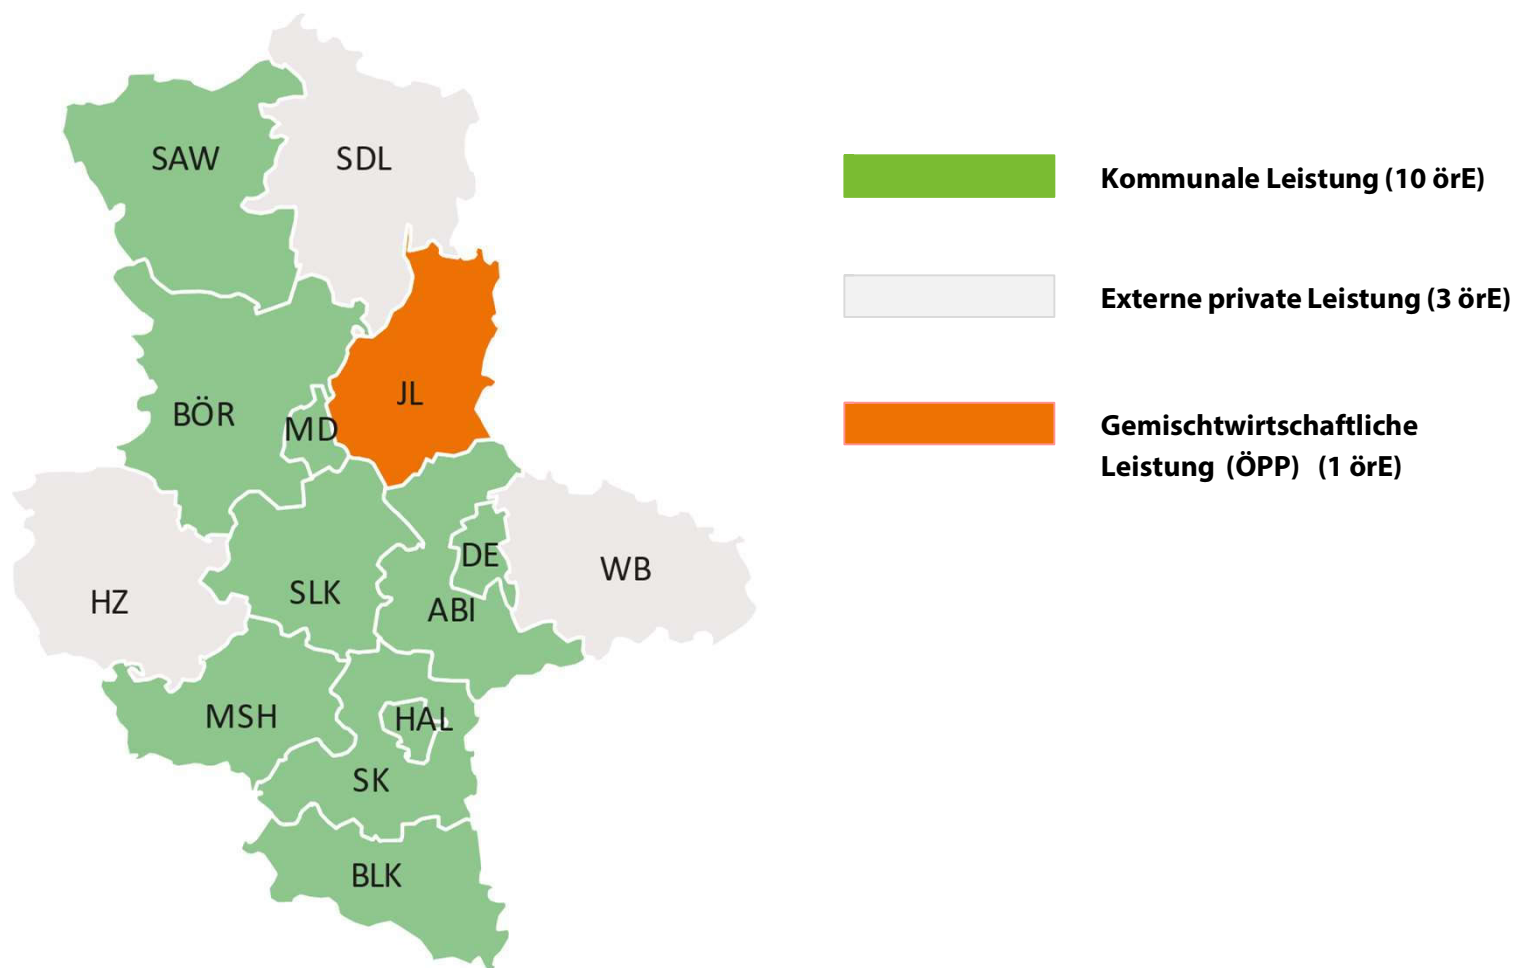 SAW
SDL
BÖR
MD
JL
HZ
SLK
DE
ABI
WB
MSH
HAL
SK
BLK
Kommunale Leistung (10 örE)
Externe private Leistung (3 örE)
Gemischtwirtschaftliche
Leistung (ÖPP) (1 örE)